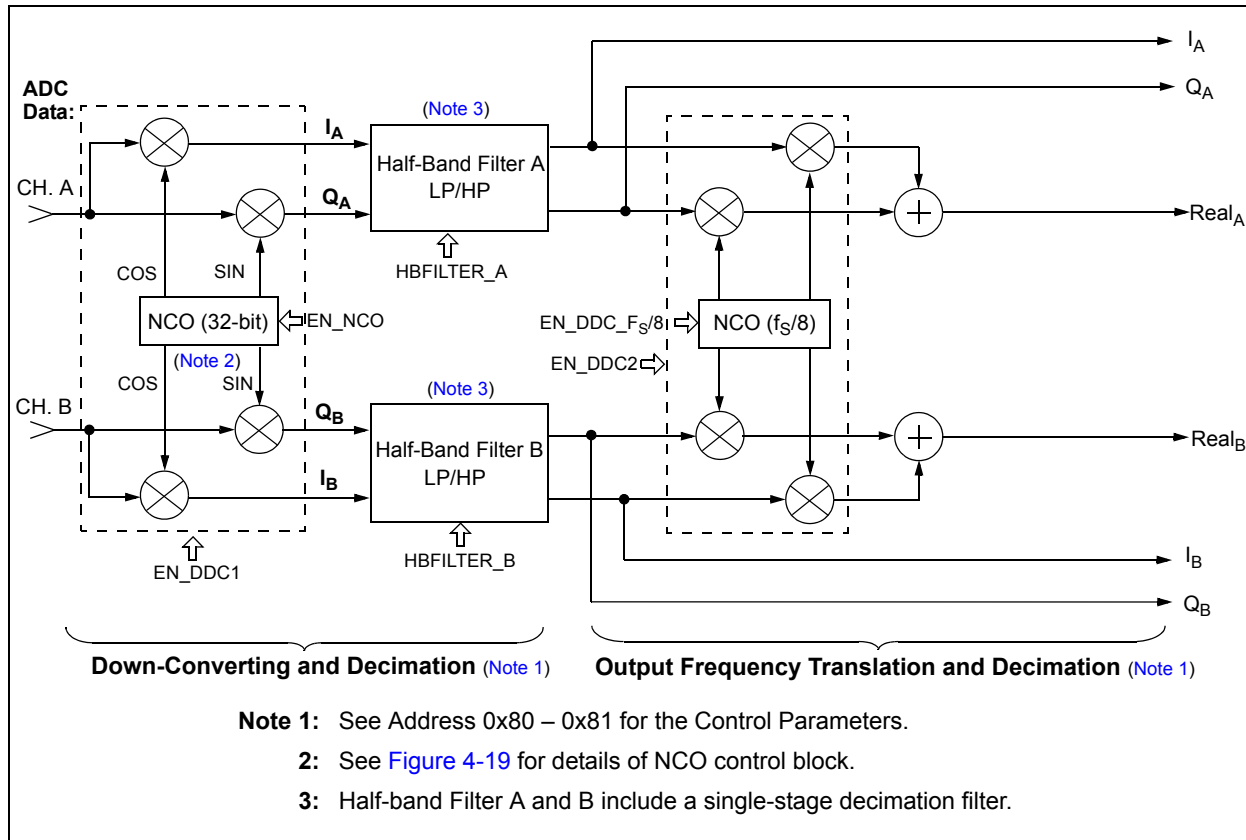 I_A
Q_A
ADC
Data:
(Note 3)
I_A
Half-Band Filter A
LP/HP
CH. A
Q_A
Real_A
HBFILTER_A
COS
SIN
NCO (32-bit)
EN_NCO
EN_DDC_F_S/8
NCO (f_S/8)
(Note 2)
EN_DDC2
COS
SIN
(Note 3)
CH. B
Q_B
Half-Band Filter B
LP/HP
Real_B
I_B
HBFILTER_B
EN_DDC1
I_B
Q_B
Down-Converting and Decimation (Note 1)
Output Frequency Translation and Decimation (Note 1)
Note 1: See Address 0x80 – 0x81 for the Control Parameters.
2: See Figure 4-19 for details of NCO control block.
3: Half-band Filter A and B include a single-stage decimation filter.